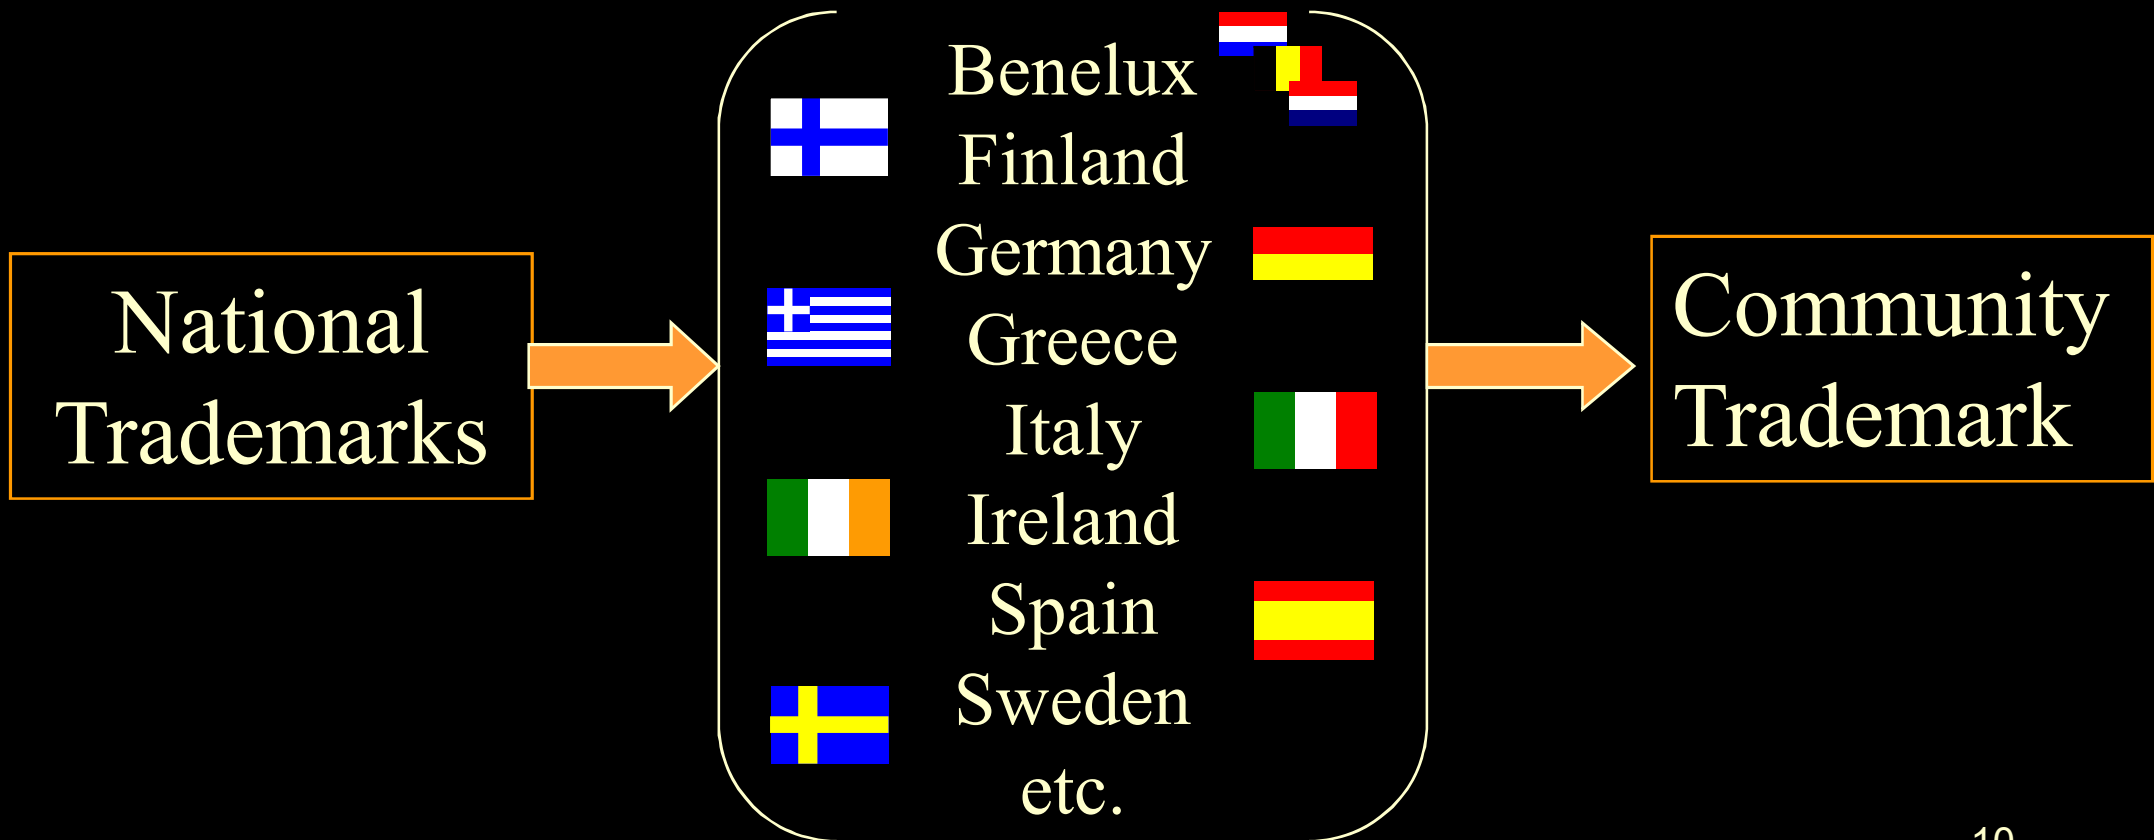 National
Trademarks
Benelux
Finland
Germany
Greece
Italy
Ireland
Spain
Sweden
etc.
Community
Trademark